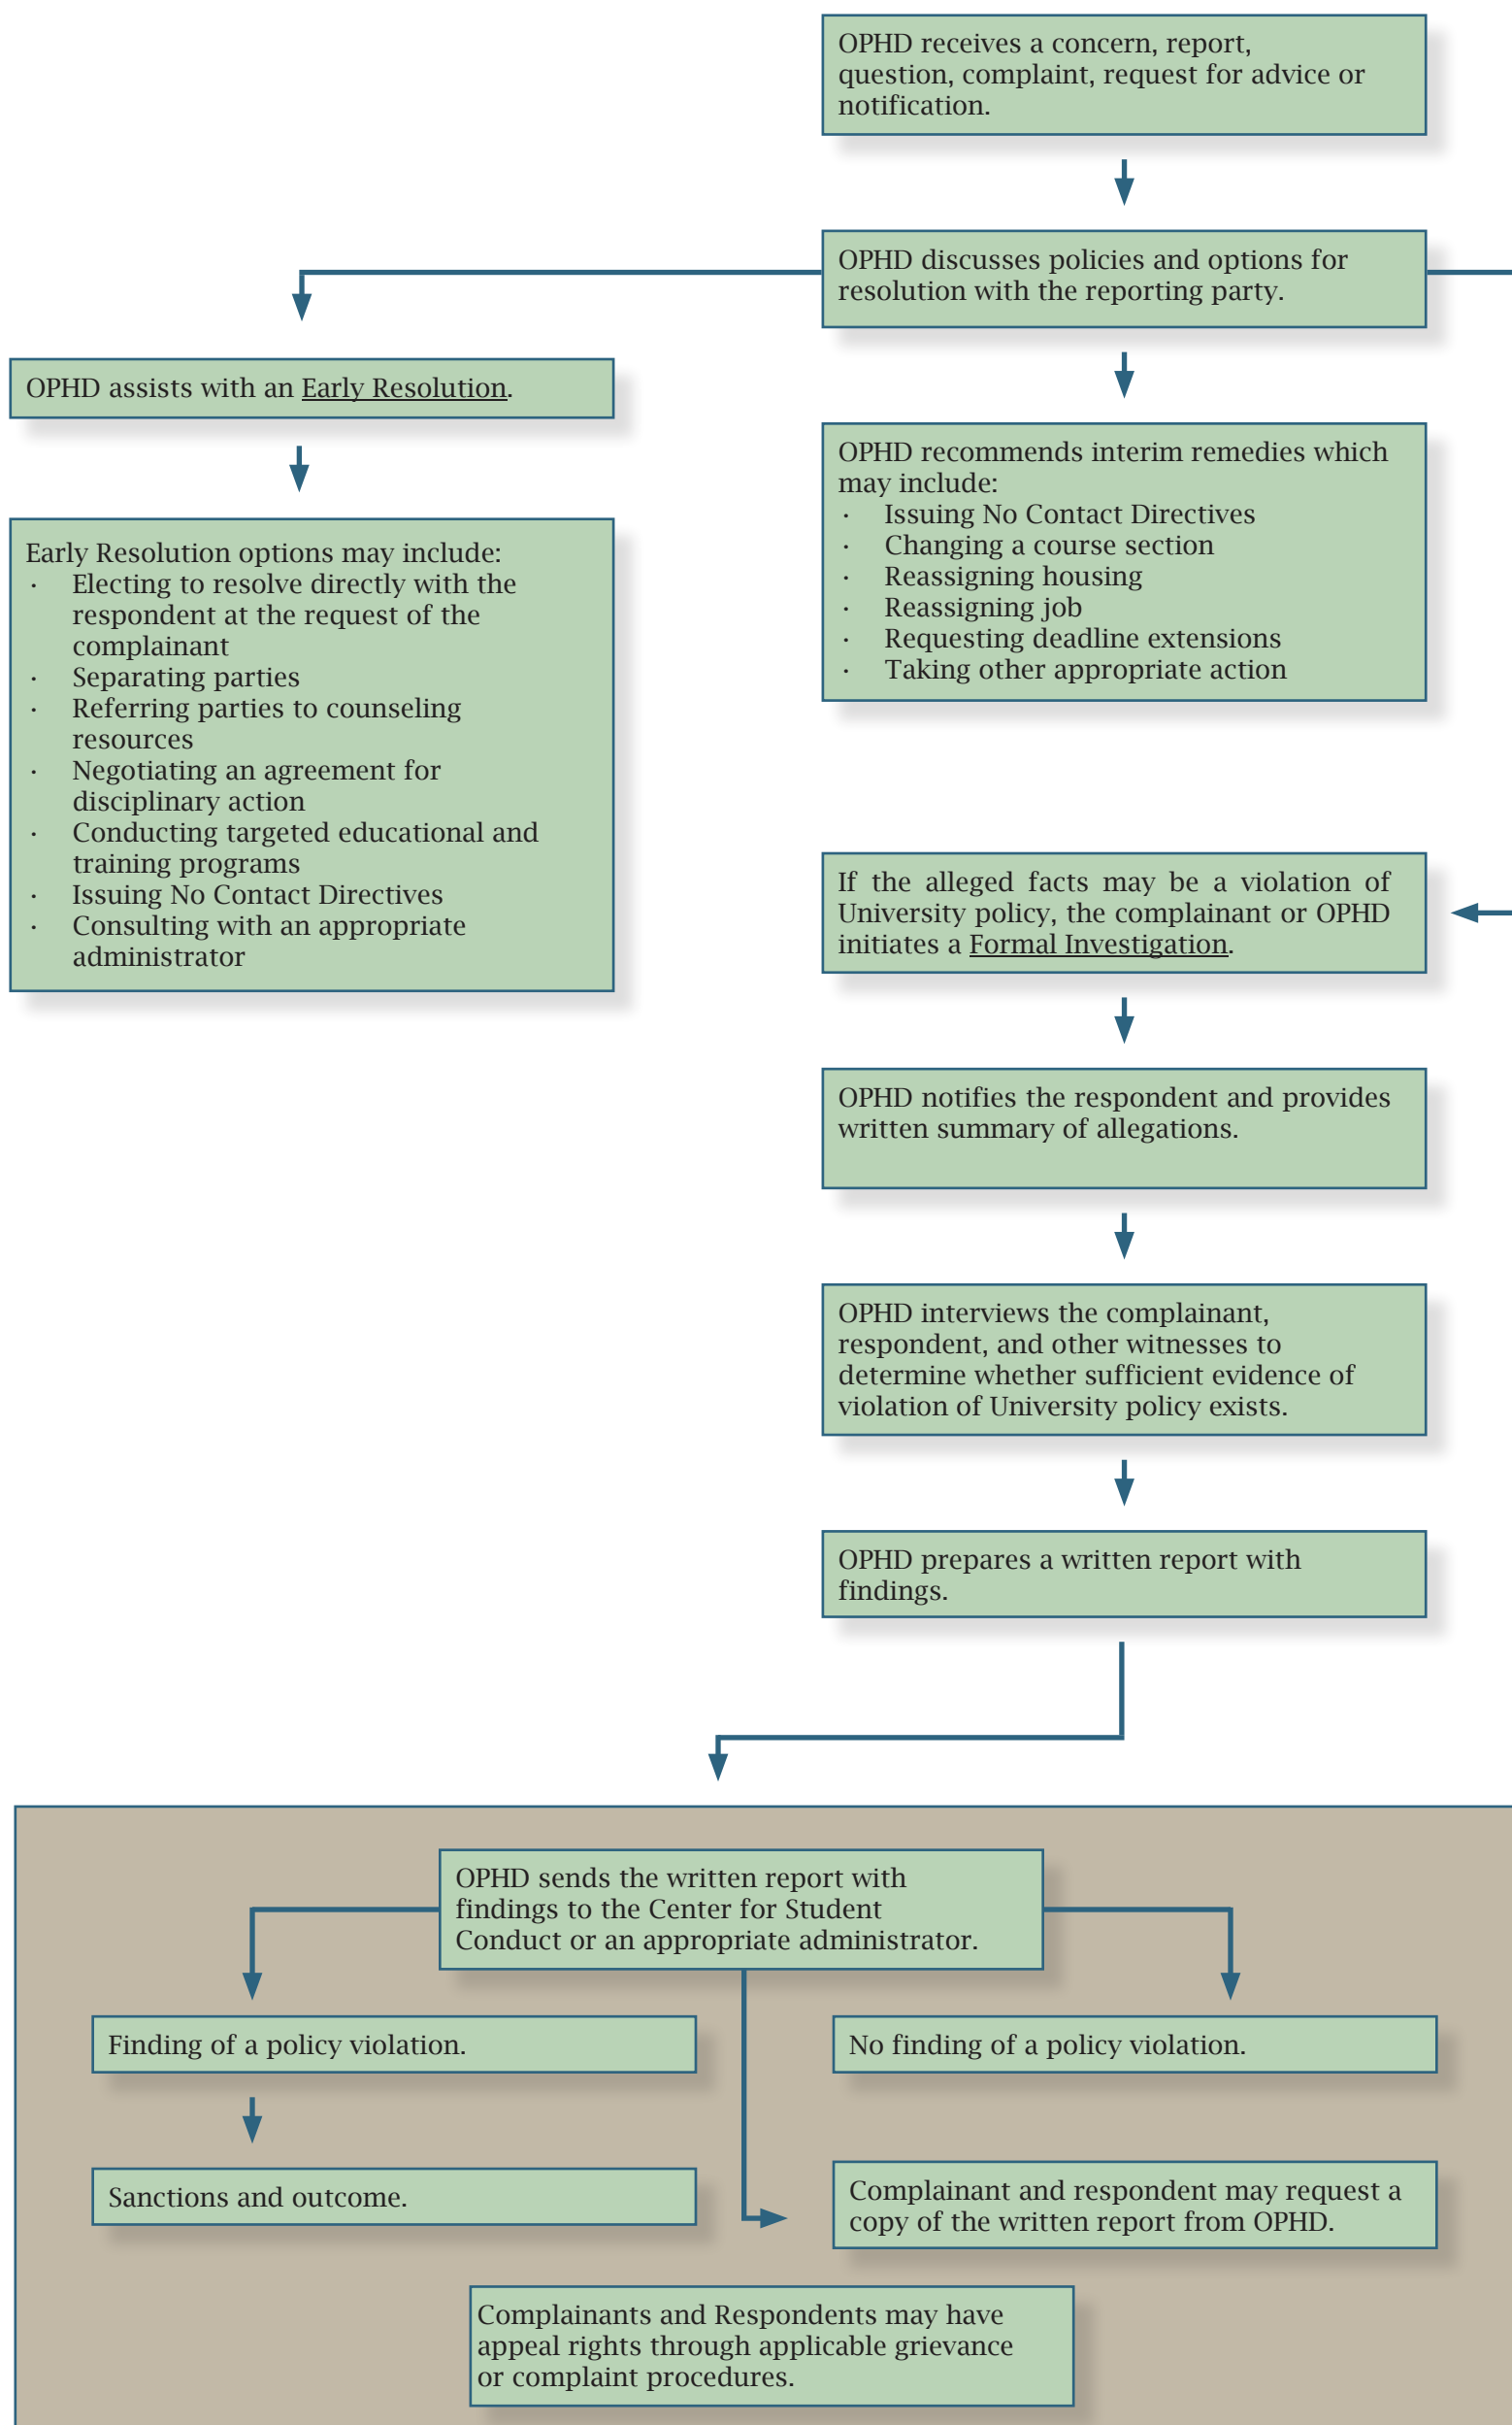 OPHD receives a concern, report,
question, complaint, request for advice or
notification.
OPHD discusses policies and options for
resolution with the reporting party.
OPHD assists with an Early Resolution.
Early Resolution options may include:
· Electing to resolve directly with the
respondent at the request of the
complainant
· Separating parties
· Referring parties to counseling
resources
· Negotiating an agreement for
disciplinary action
· Conducting targeted educational and
training programs
· Issuing No Contact Directives
· Consulting with an appropriate
administrator
OPHD recommends interim remedies which
may include:
· Issuing No Contact Directives
· Changing a course section
· Reassigning housing
· Reassigning job
· Requesting deadline extensions
· Taking other appropriate action
If the alleged facts may be a violation of
University policy, the complainant or OPHD
initiates a Formal Investigation.
OPHD notifies the respondent and provides
written summary of allegations.
OPHD interviews the complainant,
respondent, and other witnesses to
determine whether sufficient evidence of
violation of University policy exists.
OPHD prepares a written report with
findings.
OPHD sends the written report with
findings to the Center for Student
Conduct or an appropriate administrator.
Finding of a policy violation.
No finding of a policy violation.
Sanctions and outcome.
Complainant and respondent may request a
copy of the written report from OPHD.
Complainants and Respondents may have
appeal rights through applicable grievance
or complaint procedures.